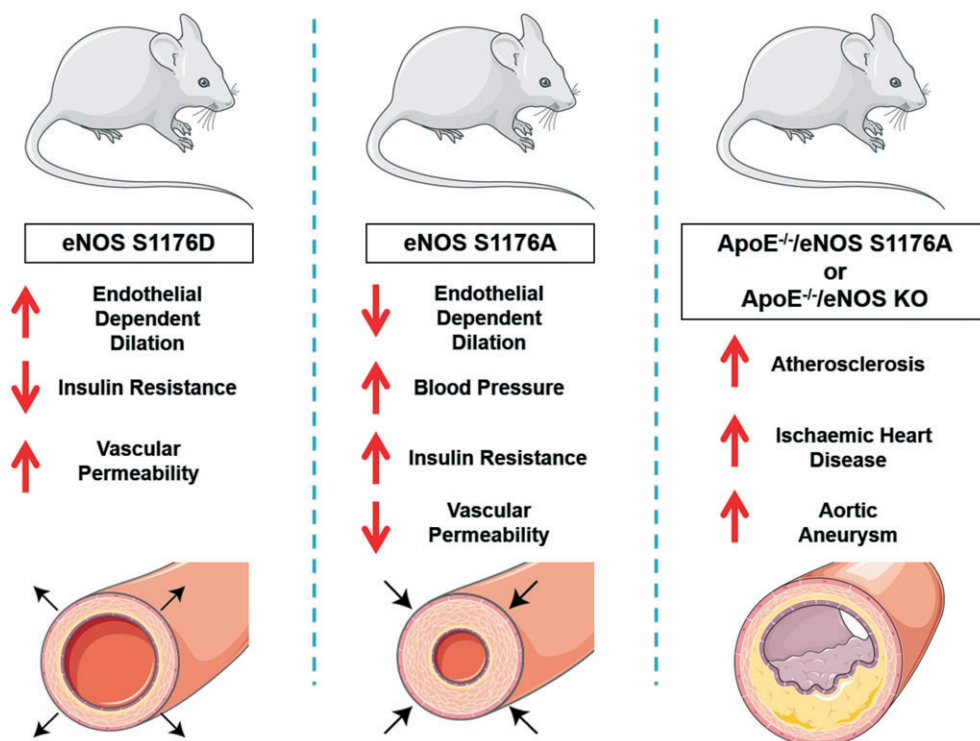 eNOS S1176D
Endothelial
Dependent
Dilation
Insulin Resistance
Vascular
Permeability
eNOS S1176A
Endothelial
Dependent
Dilation
Blood Pressure
Insulin Resistance
Vascular
Permeability
ApoE⁻/⁻/eNOS S1176A
or
ApoE⁻/⁻/eNOS KO
Atherosclerosis
Ischaemic Heart
Disease
Aortic
Aneurysm